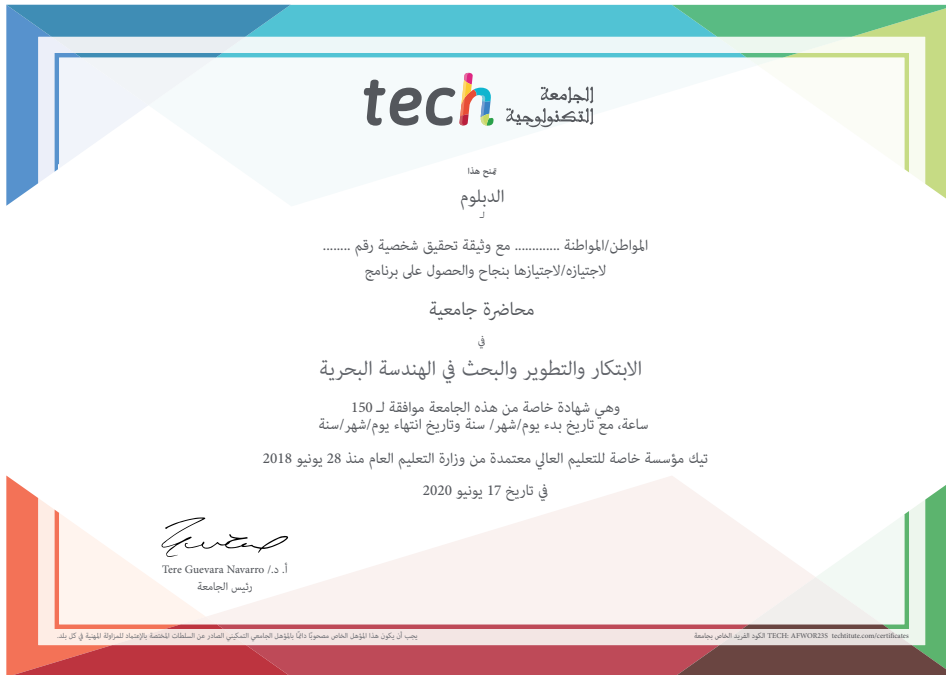 tech الجامعة
التكنولوجية
يمنح هذا
الدبلوم
لـ
المواطن/المواطنة ............ مع وثيقة تحقيق شخصية رقم ........
لاجتيازه/لاجتيازها بنجاح والحصول على برنامج
محاضرة جامعية
في
الابتكار والتطوير والبحث في الهندسة البحرية
وهي شهادة خاصة من هذه الجامعة موافقة لـ 150
ساعة، مع تاريخ بدء يوم/شهر/ سنة وتاريخ انتهاء يوم/شهر/سنة
تيك مؤسسة خاصة للتعليم العالي معتمدة من وزارة التعليم العام منذ 28 يونيو 2018
في تاريخ 17 يونيو 2020
أ. د./ Tere Guevara Navarro
رئيس الجامعة
يجب أن يكون هذا المؤهل الخاص مصحوبًا دائمًا بالمؤهل الجامعي التمكيني الصادر عن السلطات المختصة بالإعتماد للمزاولة المهنية في كل بلد.
الكود الفريد الخاص بجامعة TECH: AFWOR23S techtitute.com/certificates